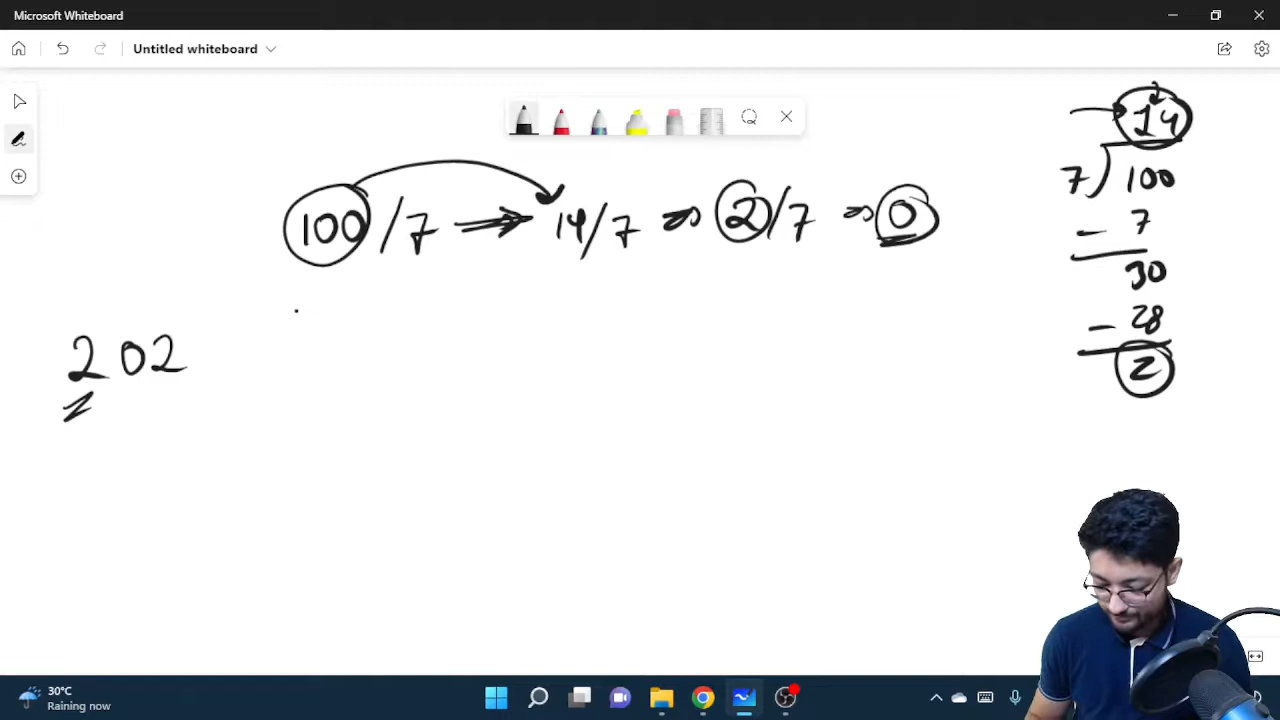 Microsoft Whiteboard
Untitled whiteboard
100 /7 → 14/7 ⇒ 2/7 ⇒ 0
202
14
7) 100
- 7
30
- 28
2
30°C
Raining now